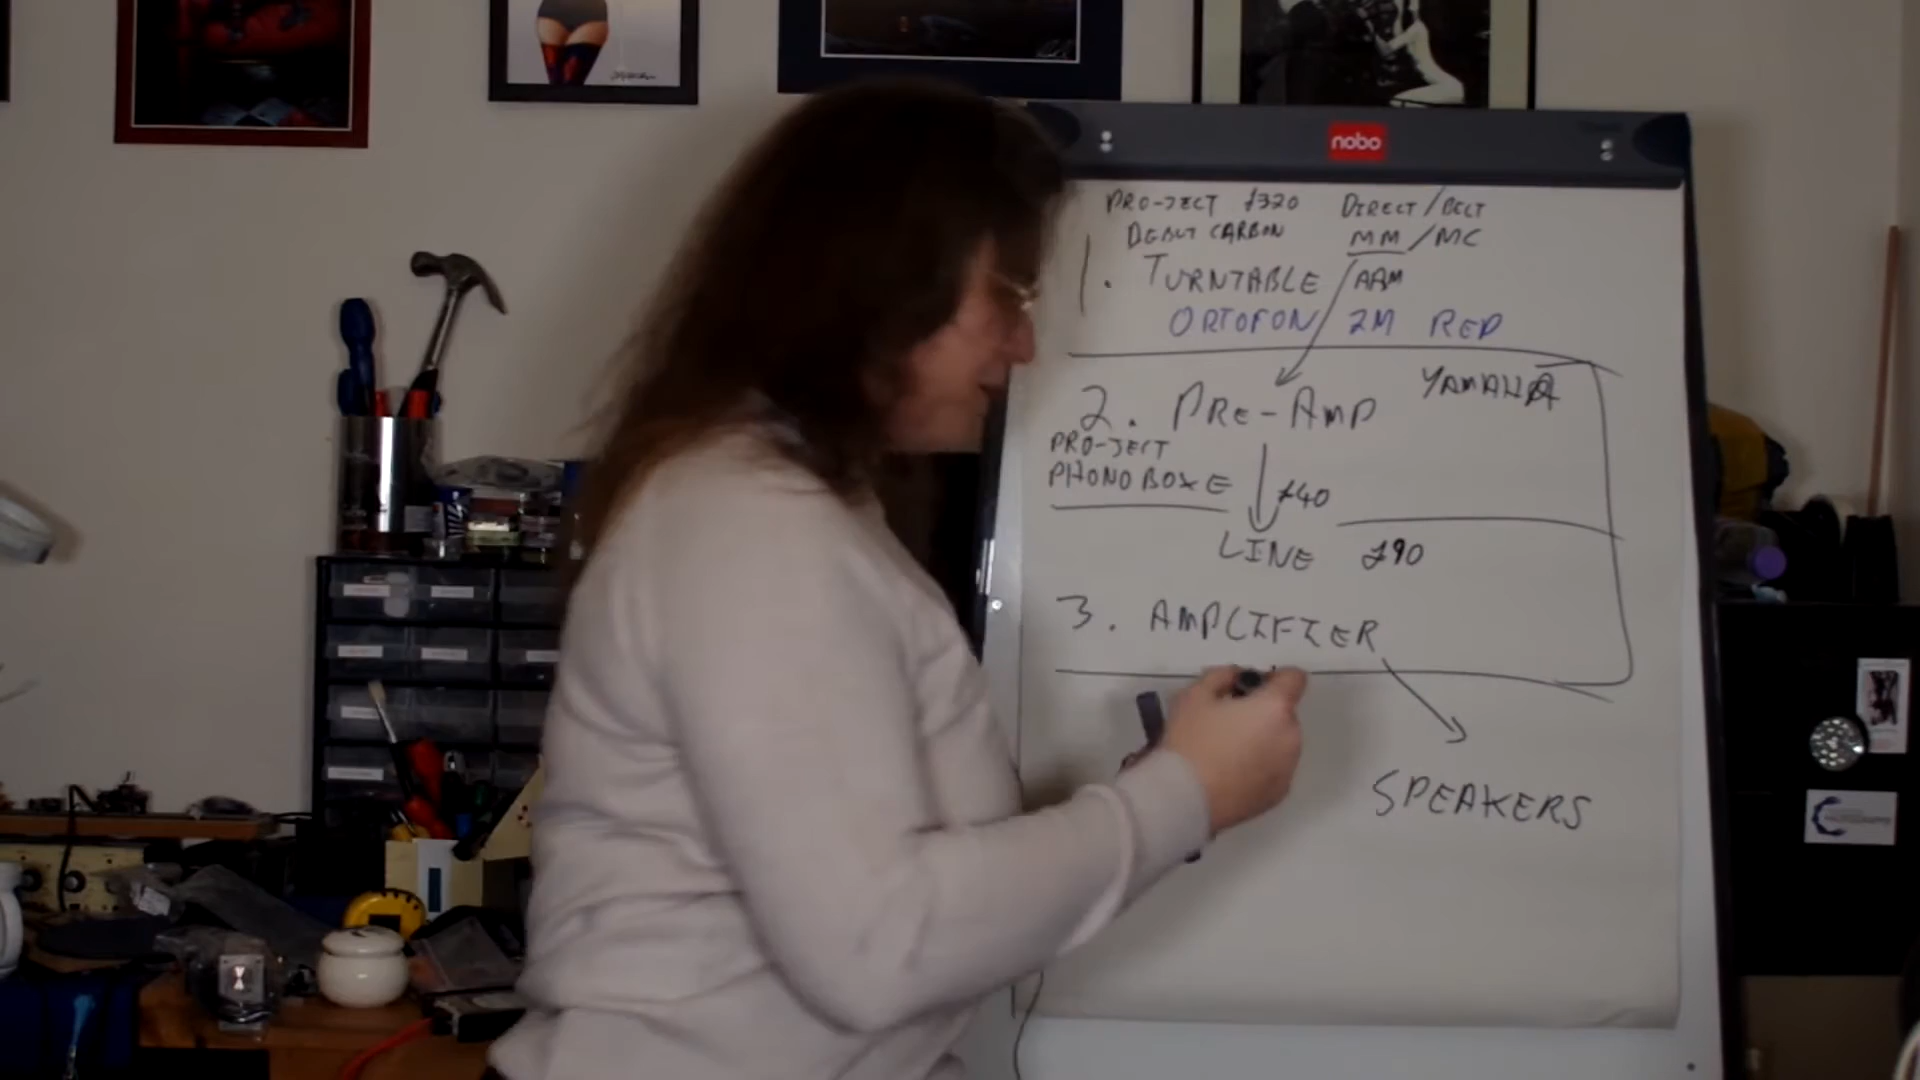 nobo
PRO-JECT £320 DIRECT/BELT
DEBUT CARBON MM/MC
1. TURNTABLE /ARM
ORTOFON 2M RED
YAMAHA
2. PRE-AMP
PRO-JECT
PHONO BOX E £40
LINE £90
3. AMPLIFIER
SPEAKERS